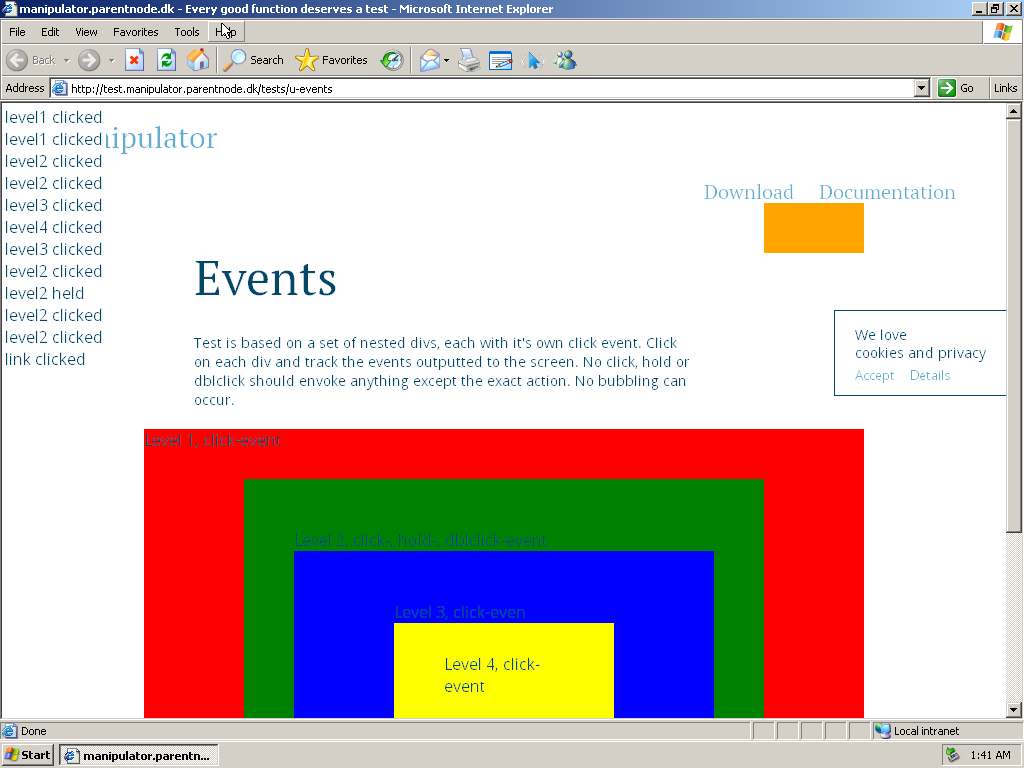 manipulator.parentnode.dk - Every good function deserves a test - Microsoft Internet Explorer
File Edit View Favorites Tools Help
Back Search Favorites
Address http://test.manipulator.parentnode.dk/tests/u-events Go Links
level1 clicked
level1 clicked
nipulator
level2 clicked
level2 clicked
Download Documentation
level3 clicked
level4 clicked
level3 clicked
level2 clicked
level2 held
level2 clicked
level2 clicked
link clicked
Events
Test is based on a set of nested divs, each with it's own click event. Click
on each div and track the events outputted to the screen. No click, hold or
dblclick should envoke anything except the exact action. No bubbling can
occur.
We love
cookies and privacy
Accept Details
Level 1, click-event
Level 2, click-, hold-, dblclick-event
Level 3, click-even
Level 4, click-
event
Done Local intranet
Start manipulator.parentn... 1:41 AM